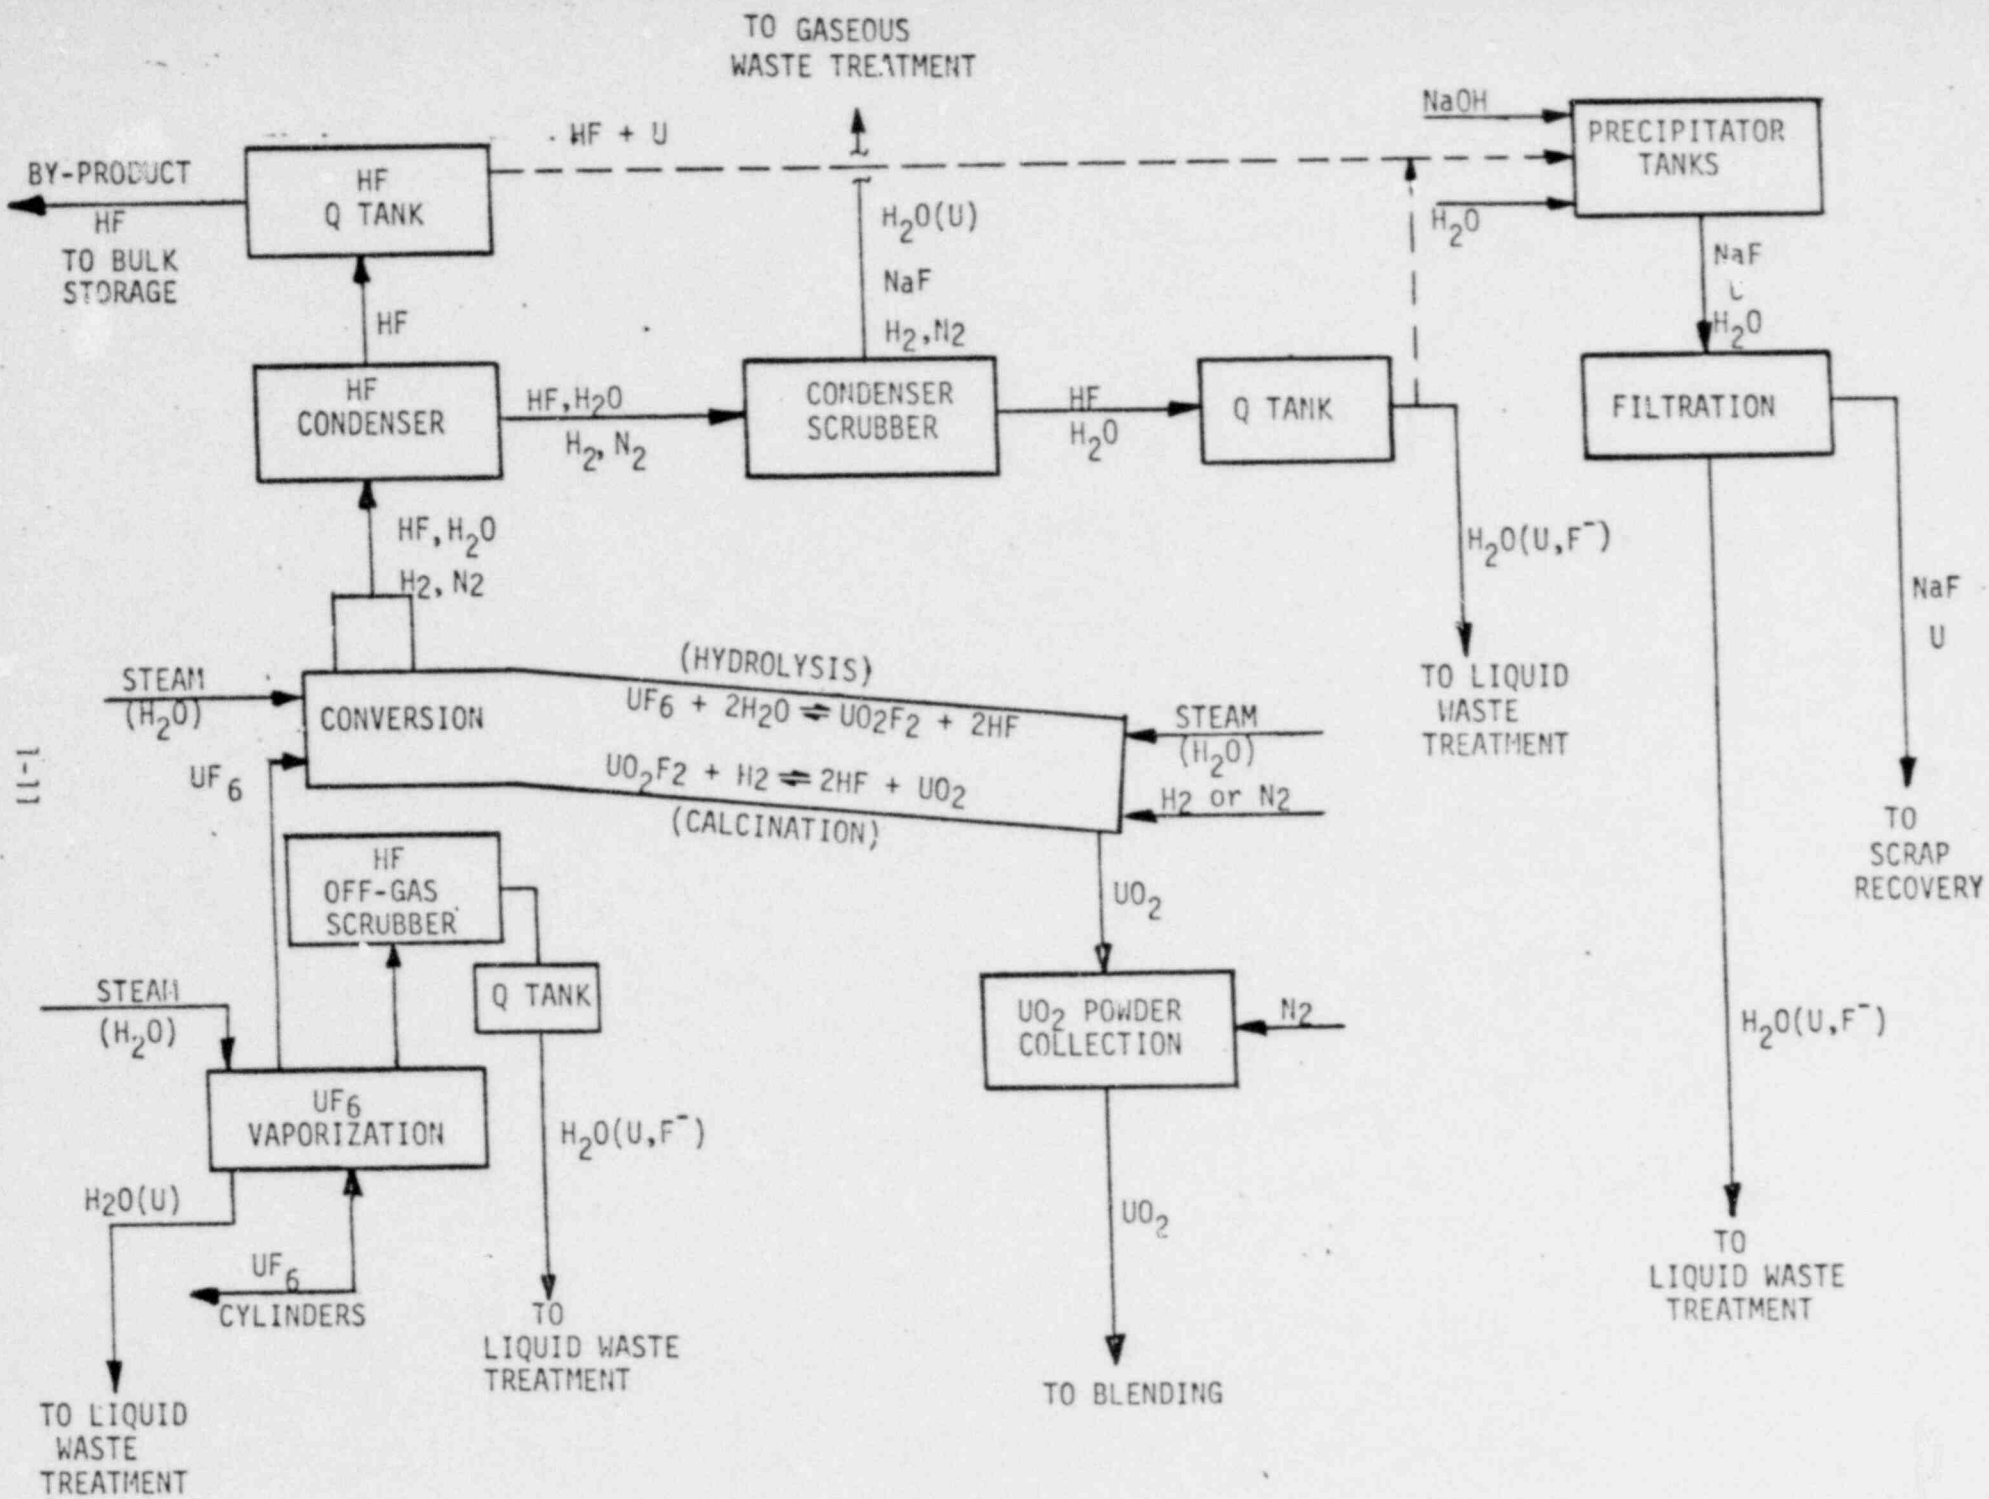 TO GASEOUS
WASTE TREATMENT
HF + U
NaOH
PRECIPITATOR
TANKS
H2O
BY-PRODUCT
HF
TO BULK
STORAGE
HF
Q TANK
H2O(U)
NaF
H2,N2
NaF
H2O
HF
HF
CONDENSER
HF,H2O
H2,N2
CONDENSER
SCRUBBER
HF
H2O
Q TANK
FILTRATION
HF,H2O
H2,N2
H2O(U,F-)
TO LIQUID
WASTE
TREATMENT
NaF
U
TO
SCRAP
RECOVERY
STEAM
(H2O)
UF6
CONVERSION
(HYDROLYSIS)
UF6 + 2H2O ⇌ UO2F2 + 2HF
UO2F2 + H2 ⇌ 2HF + UO2
(CALCINATION)
STEAM
(H2O)
H2 or N2
1-11
HF
OFF-GAS
SCRUBBER
UO2
STEAM
(H2O)
Q TANK
UO2 POWDER
COLLECTION
N2
H2O(U,F-)
UF6
VAPORIZATION
H2O(U,F-)
H2O(U)
UF6
CYLINDERS
UO2
TO
LIQUID WASTE
TREATMENT
TO
LIQUID WASTE
TREATMENT
TO BLENDING
TO LIQUID
WASTE
TREATMENT